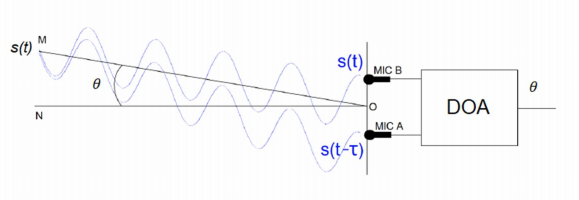 s(t) M
s(t)
MIC B
θ
θ
DOA
O
N
MIC A
s(t-τ)